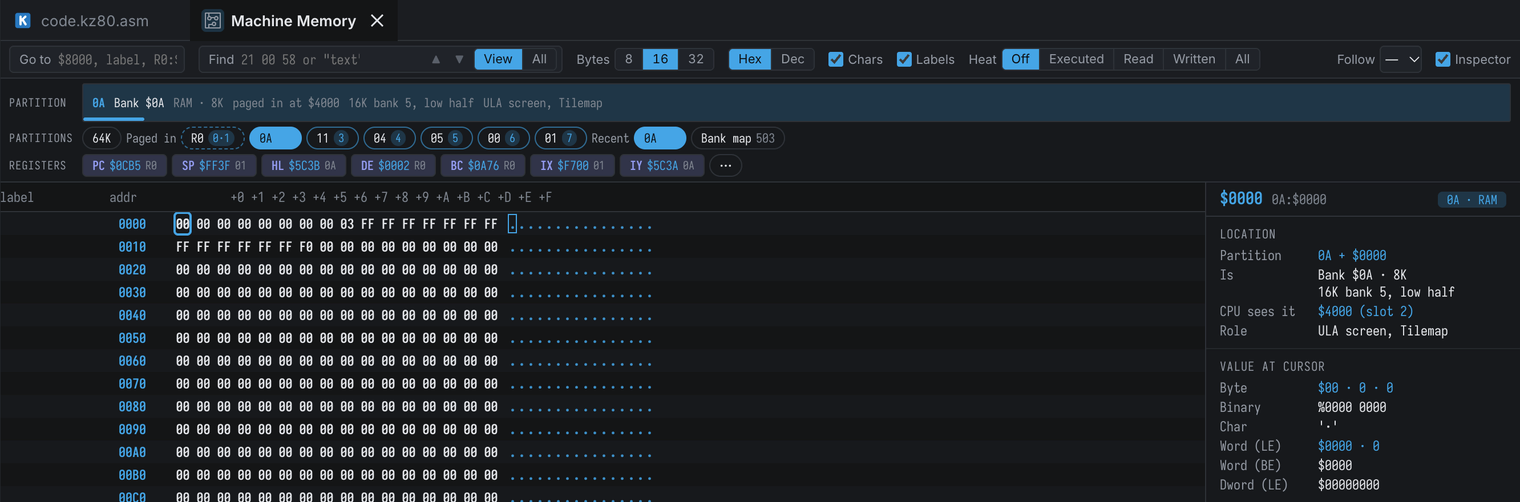 code.kz80.asm Machine Memory
Go to $8000, label, R0:$ Find 21 00 58 or "text' View All Bytes 8 16 32 Hex Dec Chars Labels Heat Off Executed Read Written All Follow — Inspector
PARTITION 0A Bank $0A RAM · 8K paged in at $4000 16K bank 5, low half ULA screen, Tilemap
PARTITIONS 64K Paged in R0 0·1 0A 11 3 04 4 05 5 00 6 01 7 Recent 0A Bank map 503
REGISTERS PC $0CB5 R0 SP $FF3F 01 HL $5C3B 0A DE $0002 R0 BC $0A76 R0 IX $F700 01 IY $5C3A 0A ...
label addr +0 +1 +2 +3 +4 +5 +6 +7 +8 +9 +A +B +C +D +E +F
0000 00 00 00 00 00 00 00 00 03 FF FF FF FF FF FF FF ................
0010 FF FF FF FF FF FF F0 00 00 00 00 00 00 00 00 00 ................
0020 00 00 00 00 00 00 00 00 00 00 00 00 00 00 00 00 ................
0030 00 00 00 00 00 00 00 00 00 00 00 00 00 00 00 00 ................
0040 00 00 00 00 00 00 00 00 00 00 00 00 00 00 00 00 ................
0050 00 00 00 00 00 00 00 00 00 00 00 00 00 00 00 00 ................
0060 00 00 00 00 00 00 00 00 00 00 00 00 00 00 00 00 ................
0070 00 00 00 00 00 00 00 00 00 00 00 00 00 00 00 00 ................
0080 00 00 00 00 00 00 00 00 00 00 00 00 00 00 00 00 ................
0090 00 00 00 00 00 00 00 00 00 00 00 00 00 00 00 00 ................
00A0 00 00 00 00 00 00 00 00 00 00 00 00 00 00 00 00 ................
00B0 00 00 00 00 00 00 00 00 00 00 00 00 00 00 00 00 ................
00C0 00 00 00 00 00 00 00 00 00 00 00 00 00 00 00 00 ................
$0000 0A:$0000 0A · RAM
LOCATION
Partition 0A + $0000
Is Bank $0A · 8K
16K bank 5, low half
CPU sees it $4000 (slot 2)
Role ULA screen, Tilemap
VALUE AT CURSOR
Byte $00 · 0 · 0
Binary %0000 0000
Char '·'
Word (LE) $0000 · 0
Word (BE) $0000
Dword (LE) $00000000